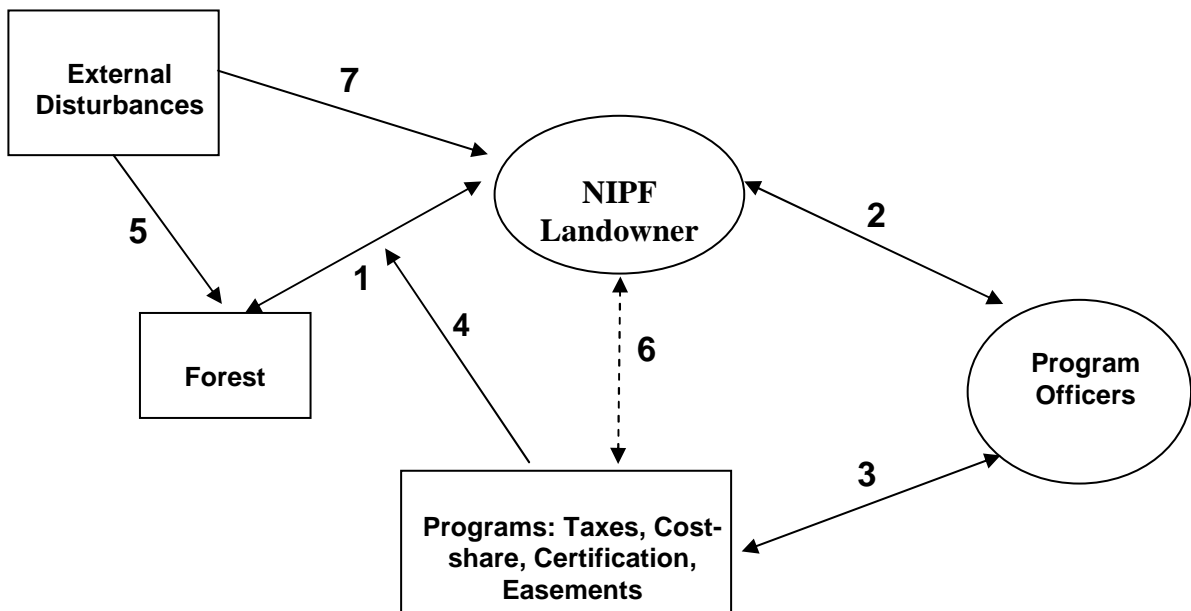 External
Disturbances
7
NIPF
Landowner
2
5
1
4
6
Forest
Program
Officers
3
Programs: Taxes, Cost-
share, Certification,
Easements